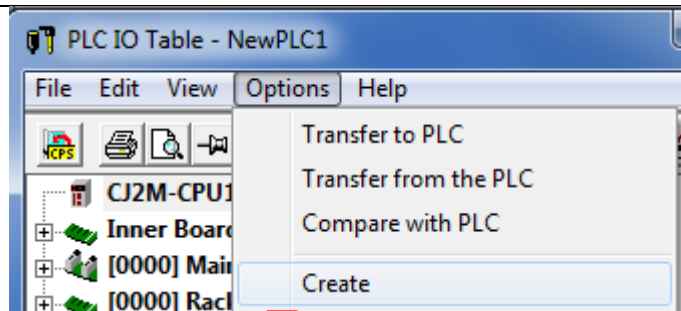 PLC IO Table - NewPLC1
File Edit View Options Help
CPS
Transfer to PLC
Transfer from the PLC
Compare with PLC
Create
CJ2M-CPU1
Inner Board
[0000] Mai
[0000] Rac